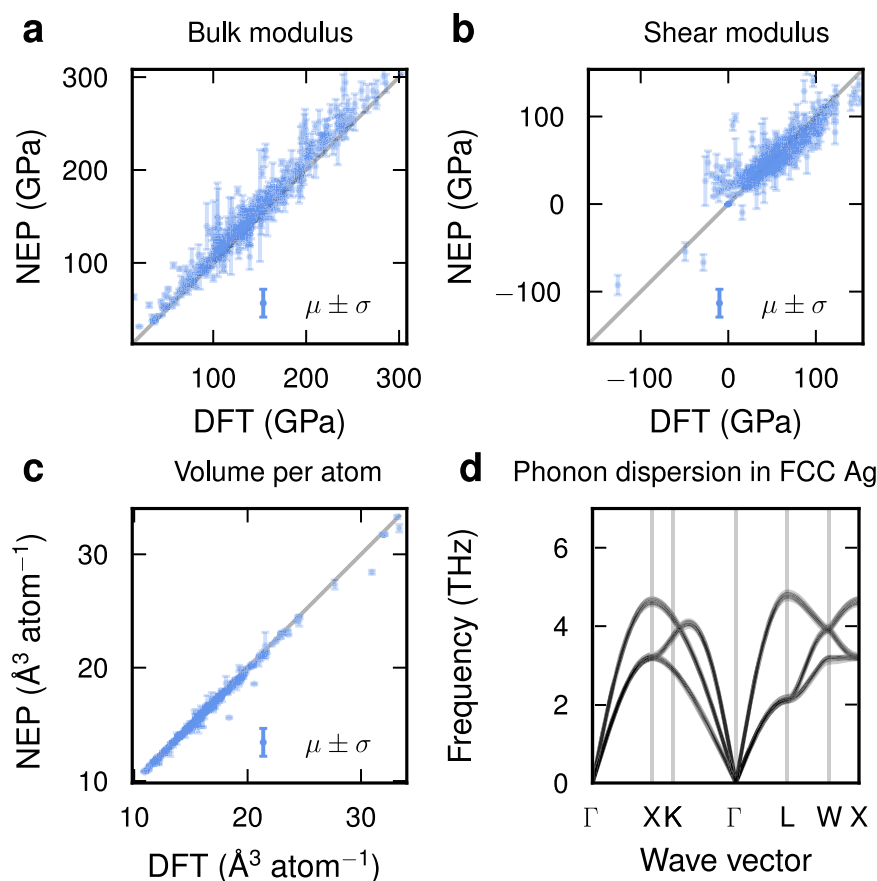 a Bulk modulus
NEP (GPa)
300
200
100
μ ± σ
100 200 300
DFT (GPa)
b Shear modulus
NEP (GPa)
100
0
−100
μ ± σ
−100 0 100
DFT (GPa)
c Volume per atom
NEP (Å³ atom⁻¹)
30
20
10
μ ± σ
10 20 30
DFT (Å³ atom⁻¹)
d Phonon dispersion in FCC Ag
Frequency (THz)
6
4
2
0
Γ X K Γ L W X
Wave vector